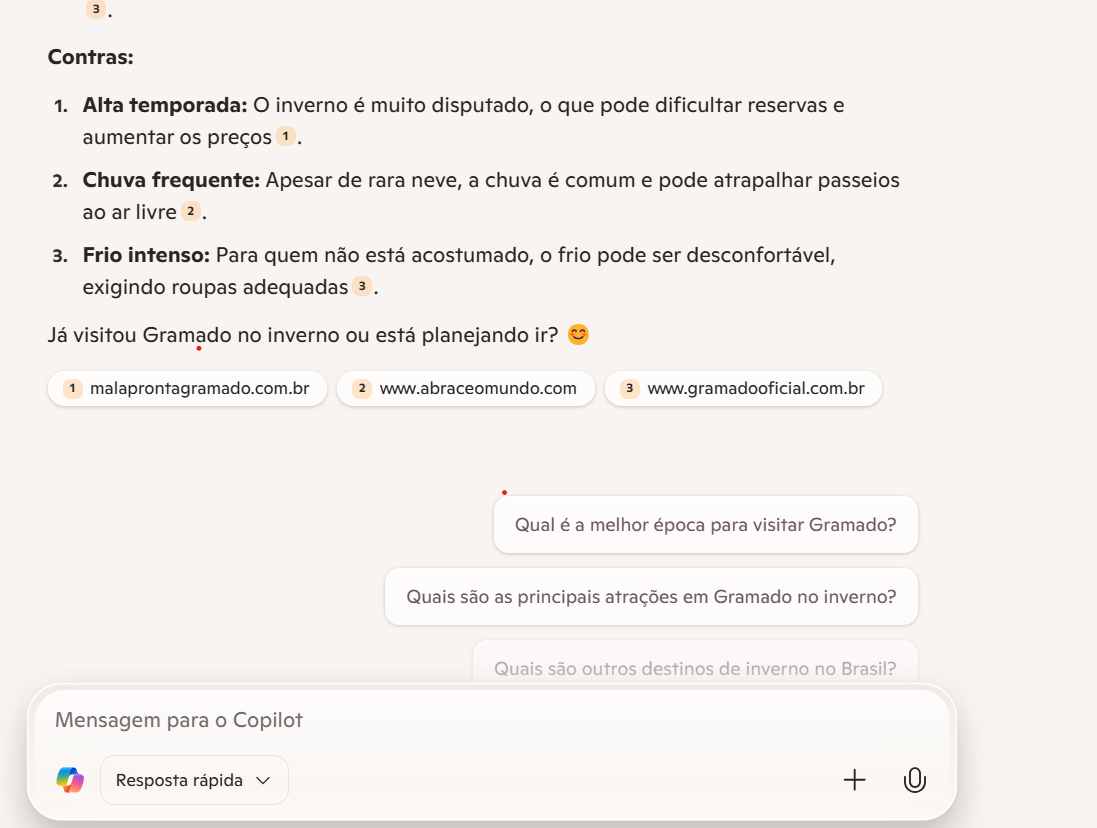 3.
Contras:
1. Alta temporada: O inverno é muito disputado, o que pode dificultar reservas e
aumentar os preços 1.
2. Chuva frequente: Apesar de rara neve, a chuva é comum e pode atrapalhar passeios
ao ar livre 2.
3. Frio intenso: Para quem não está acostumado, o frio pode ser desconfortável,
exigindo roupas adequadas 3.
Já visitou Gramado no inverno ou está planejando ir? 😊
1 malaprontagramado.com.br 2 www.abraceomundo.com 3 www.gramadooficial.com.br
Qual é a melhor época para visitar Gramado?
Quais são as principais atrações em Gramado no inverno?
Quais são outros destinos de inverno no Brasil?
Mensagem para o Copilot
Resposta rápida